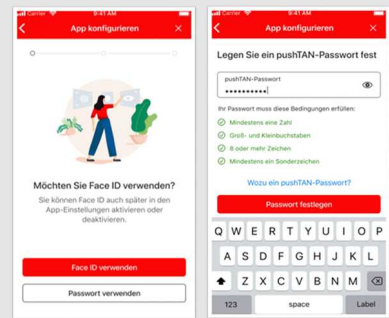 Carrier
9:41 AM
App konfigurieren
Möchten Sie Face ID verwenden?
Sie können Face ID auch später in den
App-Einstellungen aktivieren oder
deaktivieren.
Face ID verwenden
Passwort verwenden
Carrier
9:41 AM
App konfigurieren
Legen Sie ein pushTAN-Passwort fest
pushTAN-Passwort
••••••••••
Ihr Passwort muss diese Bedingungen erfüllen:
Mindestens eine Zahl
Groß- und Kleinbuchstaben
8 oder mehr Zeichen
Mindestens ein Sonderzeichen
Wozu ein pushTAN-Passwort?
Passwort festlegen
Q W E R T Y U I O P
A S D F G H J K L
Z X C V B N M
123 space Label